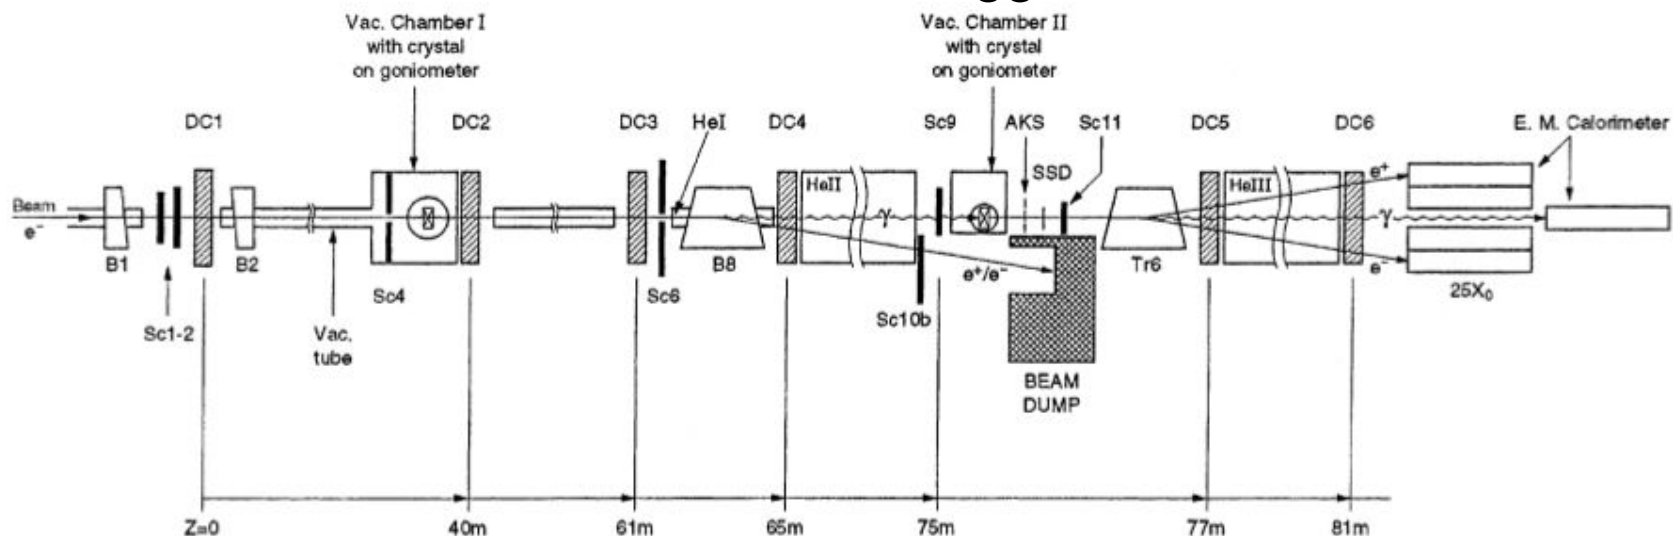 Vac. Chamber I
with crystal
on goniometer
Vac. Chamber II
with crystal
on goniometer
DC1
DC2
DC3
HeI
DC4
Sc9
AKS
Sc11
DC5
DC6
E. M. Calorimeter
SSD
HeII
HeIII
e⁺
Beam
e⁻
γ
γ
B1
B2
B8
e⁺/e⁻
Tr6
e⁻
Sc4
Sc6
25X₀
Sc1-2
Vac.
tube
Sc10b
BEAM
DUMP
Z=0
40m
61m
65m
75m
77m
81m